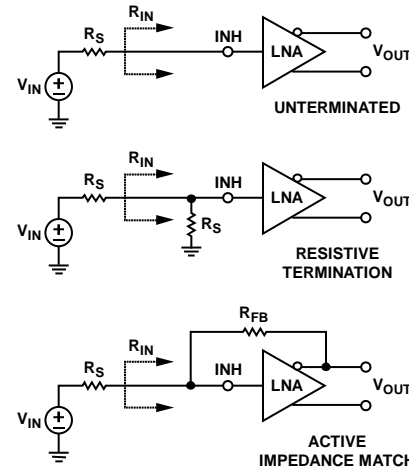 R_IN
R_S
INH
LNA
V_OUT
V_IN
UNTERMINATED
R_IN
R_S
INH
LNA
V_OUT
V_IN
R_S
RESISTIVE
TERMINATION
R_FB
R_IN
R_S
INH
LNA
V_OUT
V_IN
ACTIVE
IMPEDANCE MATCH